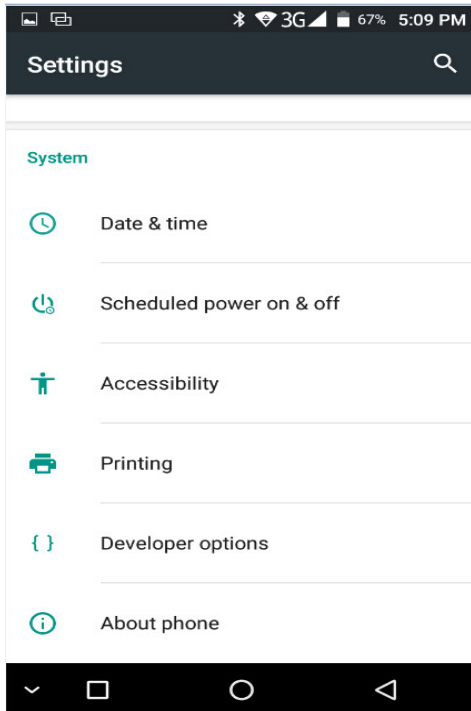 3G 67% 5:09 PM
Settings
System
Date & time
Scheduled power on & off
Accessibility
Printing
{ } Developer options
About phone